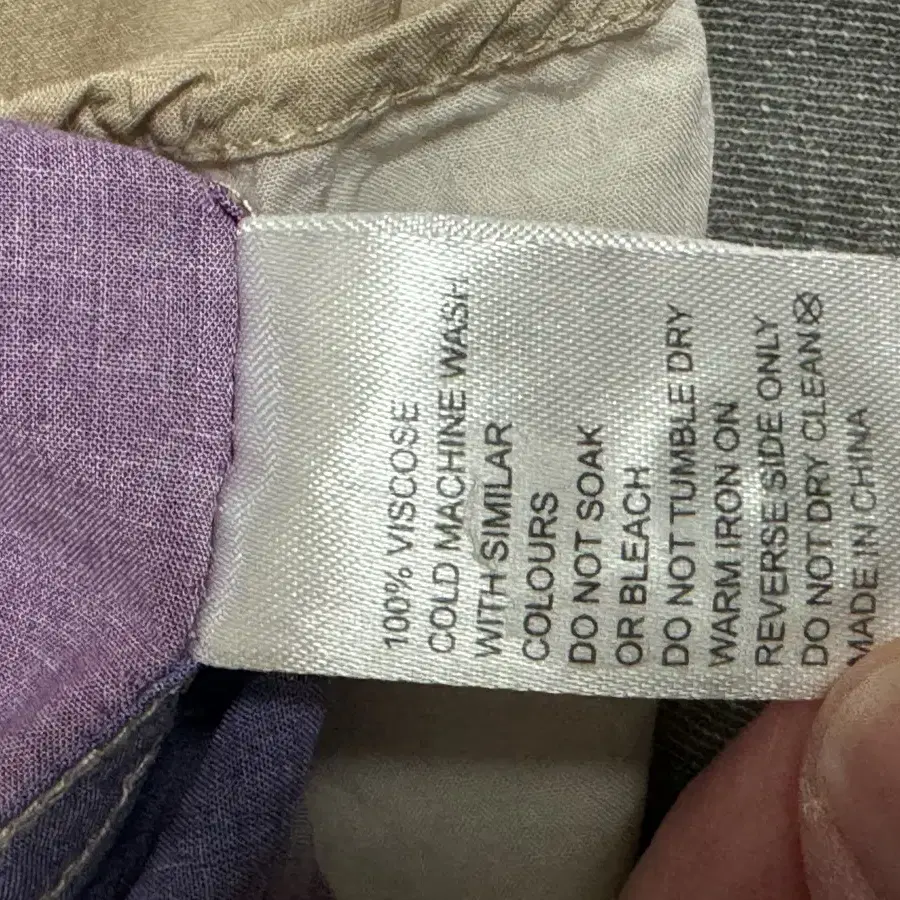 100% VISCOSE
COLD MACHINE WASH
WITH SIMILAR
COLOURS
DO NOT SOAK
OR BLEACH
DO NOT TUMBLE DRY
WARM IRON ON
REVERSE SIDE ONLY
DO NOT DRY CLEAN
MADE IN CHINA